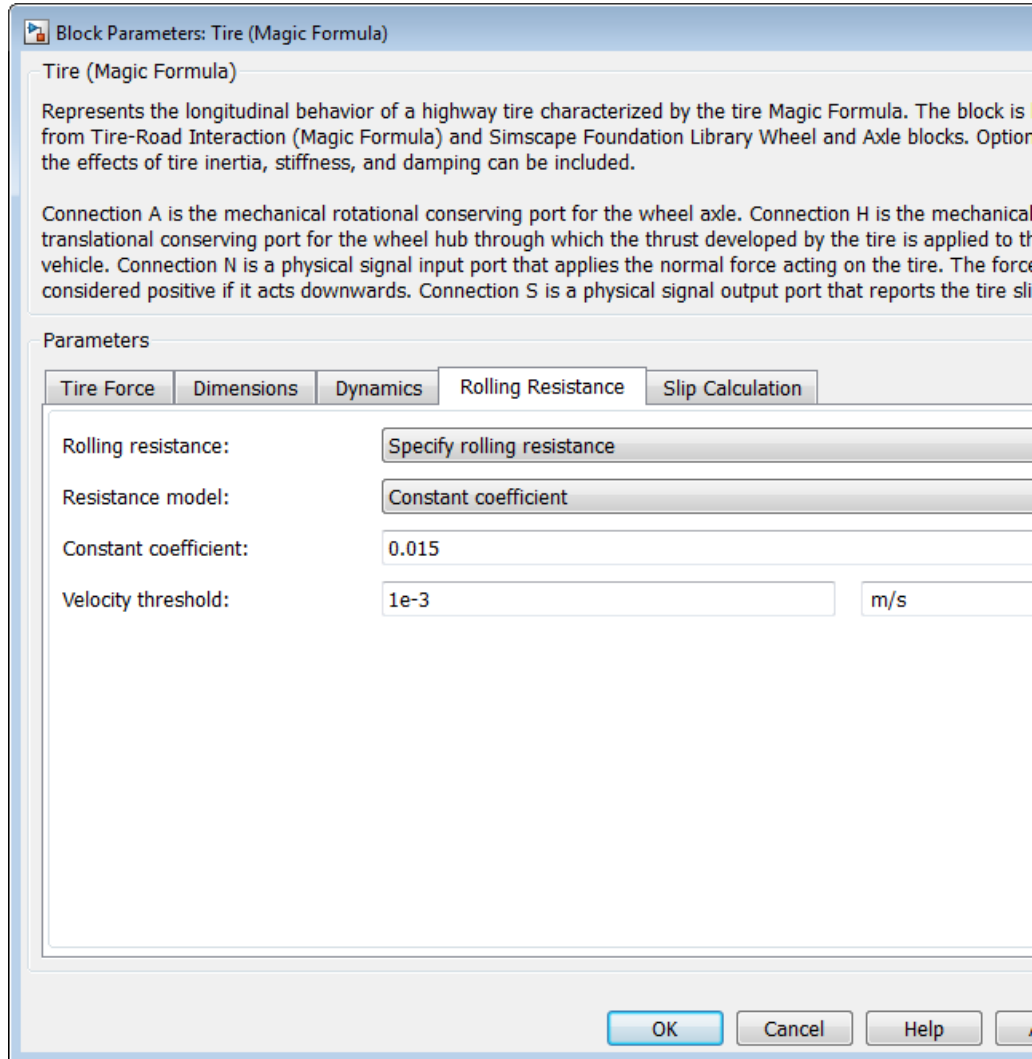 Block Parameters: Tire (Magic Formula)
Tire (Magic Formula)
Represents the longitudinal behavior of a highway tire characterized by the tire Magic Formula. The block is
from Tire-Road Interaction (Magic Formula) and Simscape Foundation Library Wheel and Axle blocks. Option
the effects of tire inertia, stiffness, and damping can be included.
Connection A is the mechanical rotational conserving port for the wheel axle. Connection H is the mechanical
translational conserving port for the wheel hub through which the thrust developed by the tire is applied to th
vehicle. Connection N is a physical signal input port that applies the normal force acting on the tire. The force
considered positive if it acts downwards. Connection S is a physical signal output port that reports the tire sli
Parameters
Tire Force Dimensions Dynamics Rolling Resistance Slip Calculation
Rolling resistance: Specify rolling resistance
Resistance model: Constant coefficient
Constant coefficient: 0.015
Velocity threshold: 1e-3 m/s
OK Cancel Help